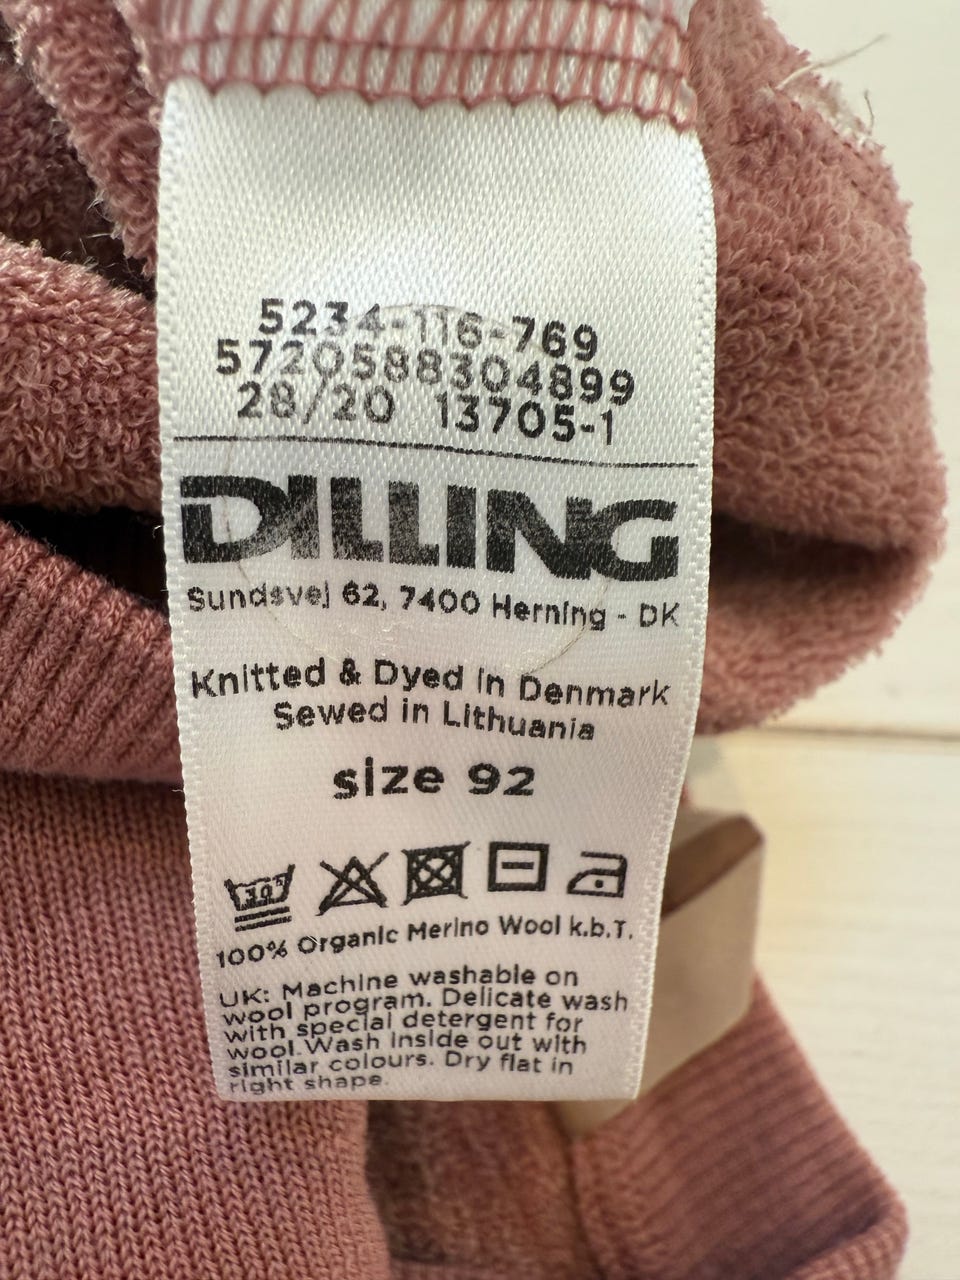 5234-116-769
5720588304899
28/20 13705-1
DILLING
Sundsvej 62, 7400 Herning - DK
Knitted & Dyed in Denmark
Sewed in Lithuania
size 92
30°
100% Organic Merino Wool k.b.T.
UK: Machine washable on
wool program. Delicate wash
with special detergent for
wool.Wash inside out with
similar colours. Dry flat in
right shape.